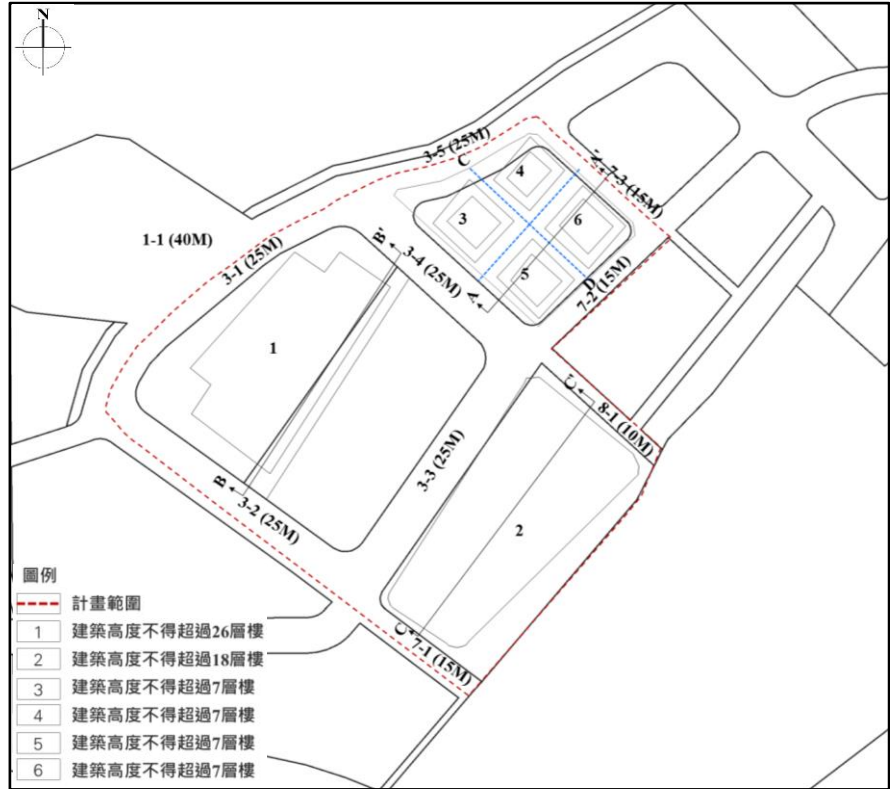 N
3-5 (25M)
C
A'
7-3 (15M)
4
3
6
1-1 (40M)
3-1 (25M)
B'
3-4 (25M)
5
A
D
7-2 (15M)
1
C'
8-1 (10M)
3-3 (25M)
B
3-2 (25M)
2
C
7-1 (15M)
圖例
計畫範圍
1 建築高度不得超過26層樓
2 建築高度不得超過18層樓
3 建築高度不得超過7層樓
4 建築高度不得超過7層樓
5 建築高度不得超過7層樓
6 建築高度不得超過7層樓